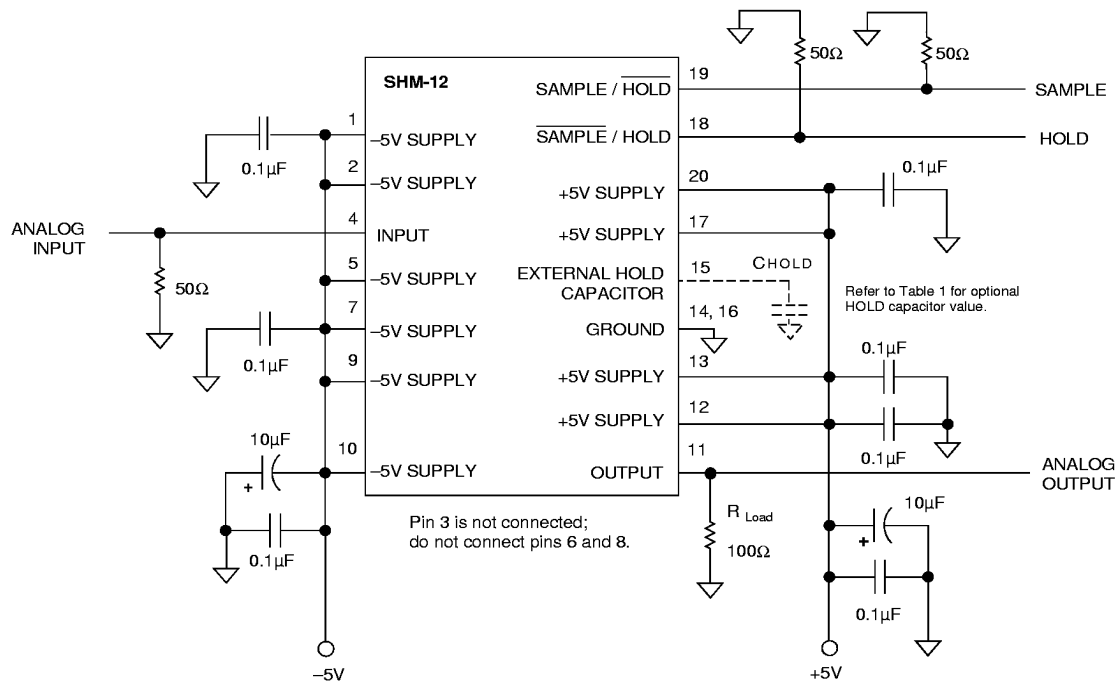 50Ω
50Ω
SHM-12
19
SAMPLE / HOLD
SAMPLE
1
–5V SUPPLY
18
SAMPLE / HOLD
HOLD
0.1µF
2
–5V SUPPLY
20
+5V SUPPLY
0.1µF
ANALOG
INPUT
4
INPUT
17
+5V SUPPLY
5
–5V SUPPLY
15
EXTERNAL HOLD
CAPACITOR
CHOLD
50Ω
Refer to Table 1 for optional
HOLD capacitor value.
7
–5V SUPPLY
14, 16
GROUND
0.1µF
9
–5V SUPPLY
13
+5V SUPPLY
0.1µF
12
+5V SUPPLY
0.1µF
10µF
+
10
–5V SUPPLY
11
OUTPUT
ANALOG
OUTPUT
0.1µF
Pin 3 is not connected;
do not connect pins 6 and 8.
R Load
100Ω
10µF
+
0.1µF
–5V
+5V